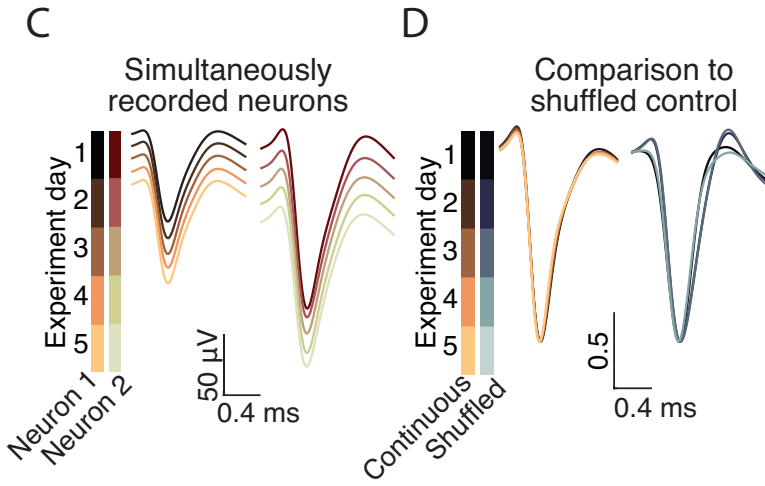 C
Simultaneously
recorded neurons
Experiment day
1
2
3
4
5
Neuron 1
Neuron 2
50 μV
0.4 ms
D
Comparison to
shuffled control
Experiment day
1
2
3
4
5
Continuous
Shuffled
0.5
0.4 ms